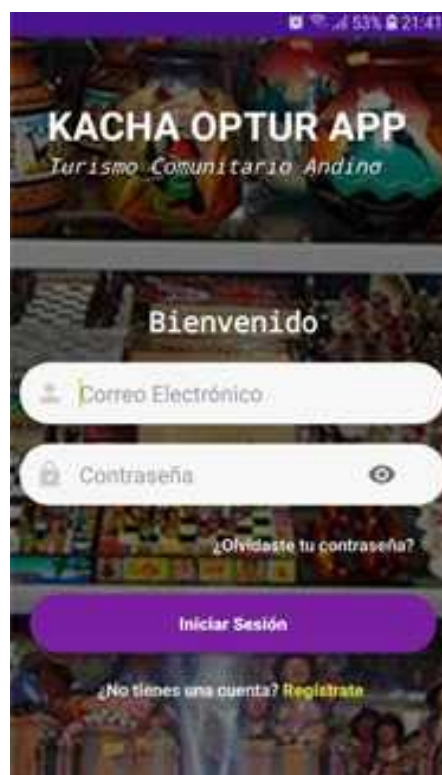 53% 21:41
KACHA OPTUR APP
Turismo Comunitario Andino
Bienvenido
Correo Electrónico
Contraseña
¿Olvidaste tu contraseña?
Iniciar Sesión
¿No tienes una cuenta? Regístrate